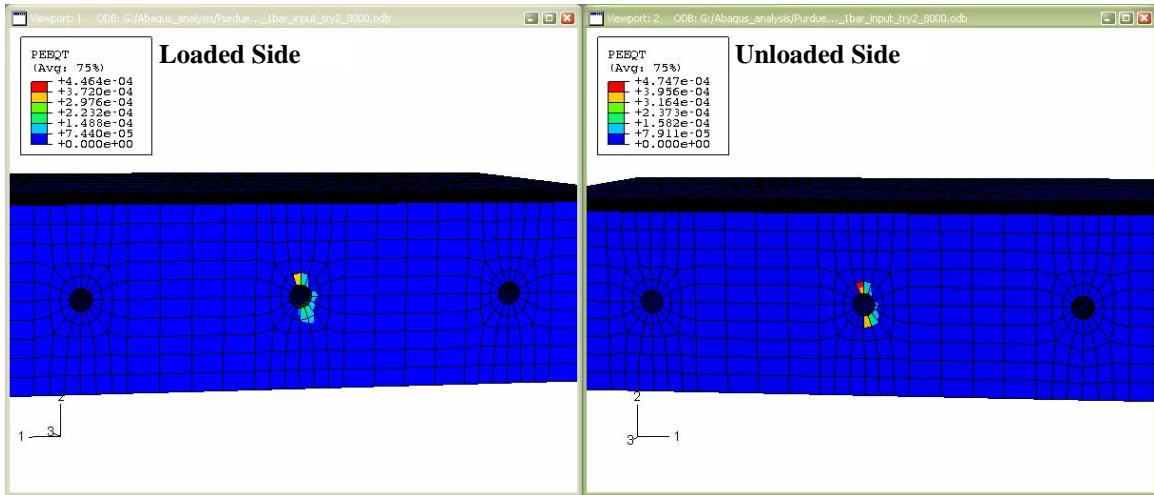 Viewport: 1 ODB: G:/Abaqus_analysis/Purdue..._1bar_input_try2_8000.odb
PEEQT
(Avg: 75%)
+4.464e-04
+3.720e-04
+2.976e-04
+2.232e-04
+1.488e-04
+7.440e-05
+0.000e+00
Loaded Side
2
3
1
Viewport: 2 ODB: G:/Abaqus_analysis/Purdue..._1bar_input_try2_8000.odb
PEEQT
(Avg: 75%)
+4.747e-04
+3.956e-04
+3.164e-04
+2.373e-04
+1.582e-04
+7.911e-05
+0.000e+00
Unloaded Side
2
3
1